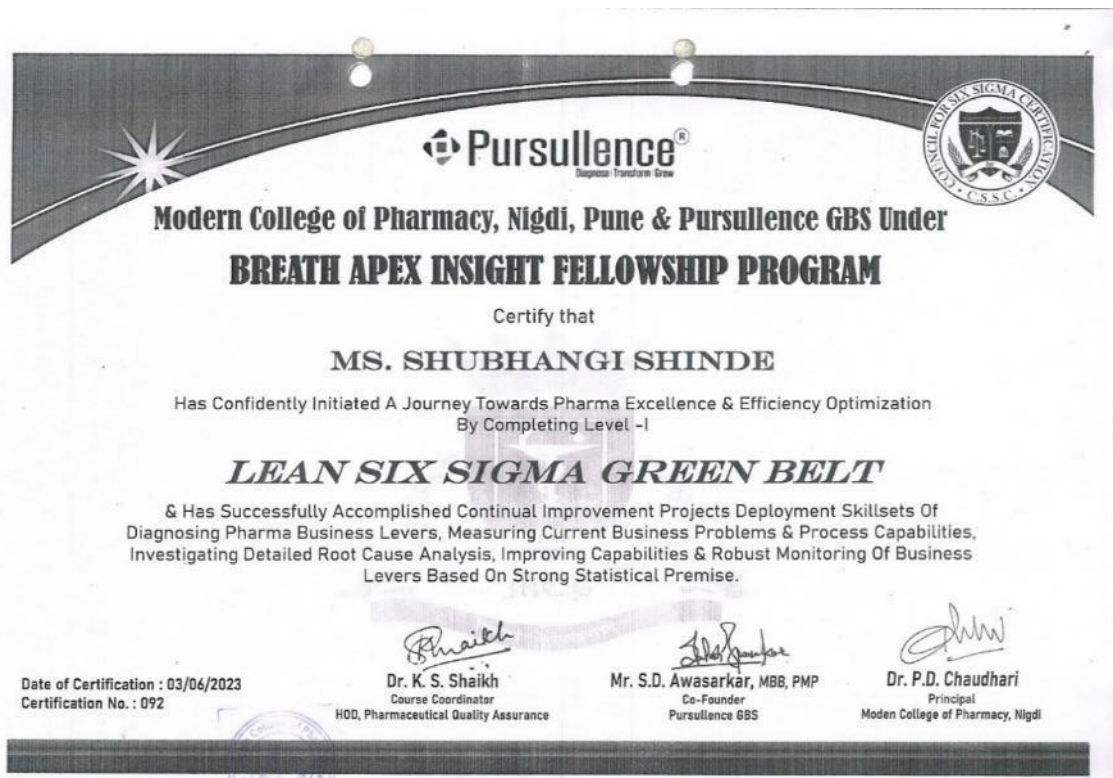 Pursullence®
Diagnose | Transform | Grow
COUNCIL FOR SIX SIGMA CERTIFICATION
C.S.S.C.
Modern College of Pharmacy, Nigdi, Pune & Pursullence GBS Under
BREATH APEX INSIGHT FELLOWSHIP PROGRAM
Certify that
MS. SHUBHANGI SHINDE
Has Confidently Initiated A Journey Towards Pharma Excellence & Efficiency Optimization
By Completing Level -I
LEAN SIX SIGMA GREEN BELT
& Has Successfully Accomplished Continual Improvement Projects Deployment Skillsets Of
Diagnosing Pharma Business Levers, Measuring Current Business Problems & Process Capabilities,
Investigating Detailed Root Cause Analysis, Improving Capabilities & Robust Monitoring Of Business
Levers Based On Strong Statistical Premise.
Date of Certification : 03/06/2023
Certification No. : 092
Dr. K. S. Shaikh
Course Coordinator
HOD, Pharmaceutical Quality Assurance
Mr. S.D. Awasarkar, MBB, PMP
Co-Founder
Pursullence GBS
Dr. P.D. Chaudhari
Principal
Moden College of Pharmacy, Nigdi